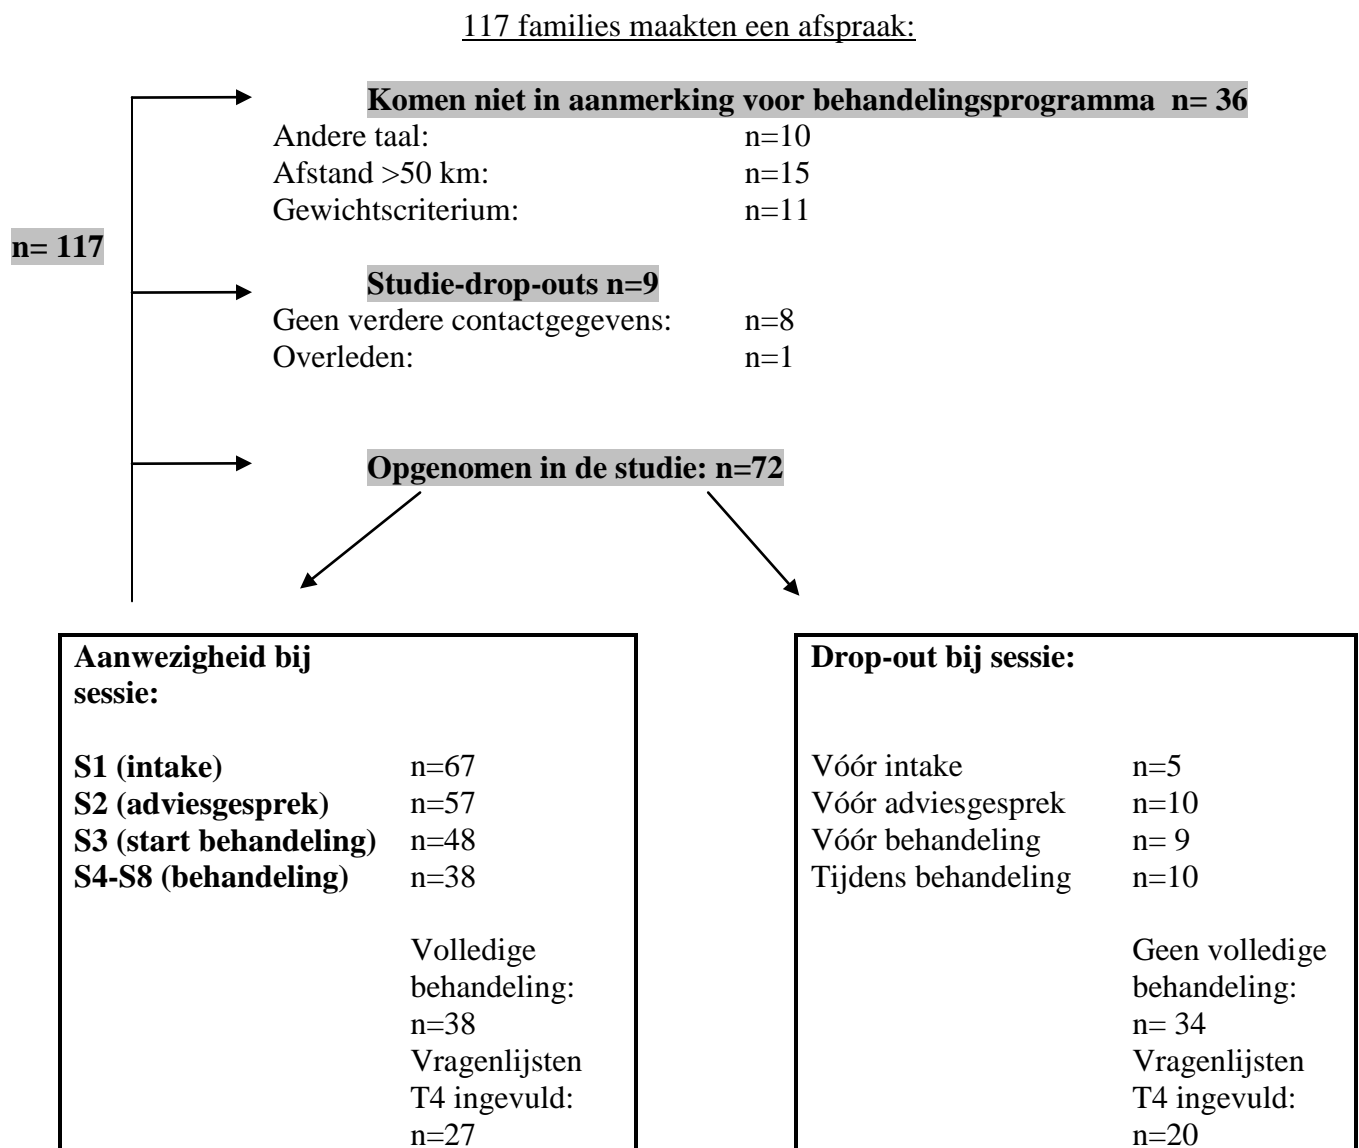 117 families maakten een afspraak:
Komen niet in aanmerking voor behandelingsprogramma n= 36
Andere taal: n=10
Afstand >50 km: n=15
Gewichtscriterium: n=11
n= 117
Studie-drop-outs n=9
Geen verdere contactgegevens: n=8
Overleden: n=1
Opgenomen in de studie: n=72
Aanwezigheid bij
sessie:
S1 (intake) n=67
S2 (adviesgesprek) n=57
S3 (start behandeling) n=48
S4-S8 (behandeling) n=38
Volledige
behandeling:
n=38
Vragenlijsten
T4 ingevuld:
n=27
Drop-out bij sessie:
Vóór intake n=5
Vóór adviesgesprek n=10
Vóór behandeling n= 9
Tijdens behandeling n=10
Geen volledige
behandeling:
n= 34
Vragenlijsten
T4 ingevuld:
n=20